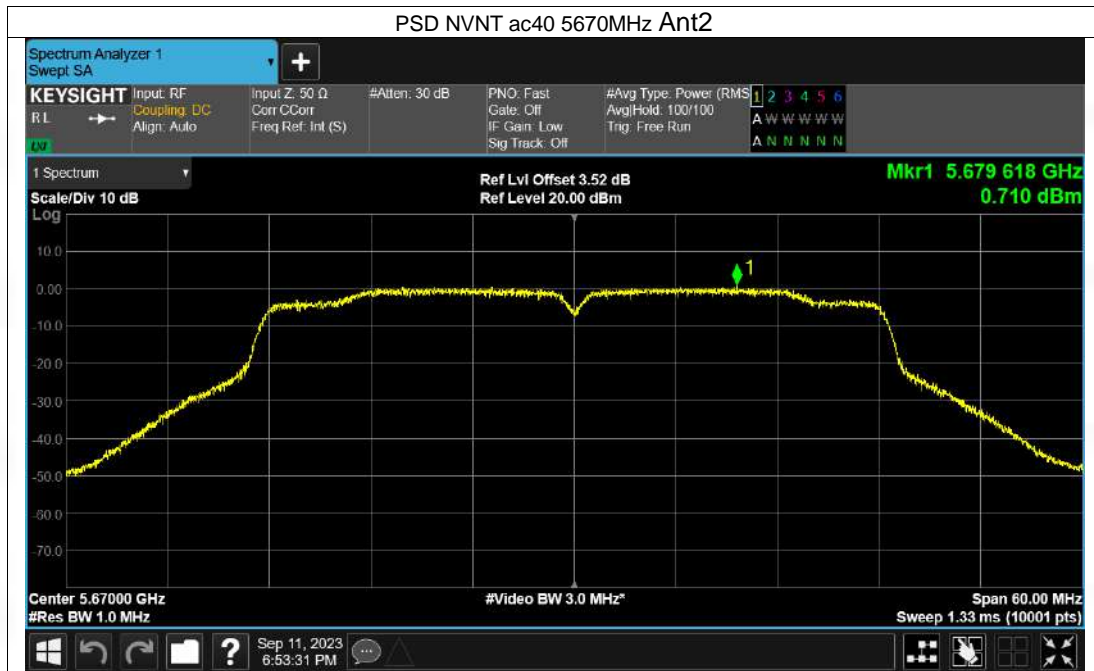 PSD NVNT ac40 5670MHz Ant2
Spectrum Analyzer 1
Swept SA
+
KEYSIGHT
RL
LXI
Input: RF
Coupling: DC
Align: Auto
Input Z: 50 Ω
Corr CCorr
Freq Ref: Int (S)
#Atten: 30 dB
PNO: Fast
Gate: Off
IF Gain: Low
Sig Track: Off
#Avg Type: Power (RMS
Avg|Hold: 100/100
Trig: Free Run
1 2 3 4 5 6
A W W W W W
A N N N N N
1 Spectrum
Scale/Div 10 dB
Ref Lvl Offset 3.52 dB
Ref Level 20.00 dBm
Mkr1 5.679 618 GHz
0.710 dBm
Log
10.0
0.00
-10.0
-20.0
-30.0
-40.0
-50.0
-60.0
-70.0
1
Center 5.67000 GHz
#Res BW 1.0 MHz
#Video BW 3.0 MHz*
Span 60.00 MHz
Sweep 1.33 ms (10001 pts)
?
Sep 11, 2023
6:53:31 PM